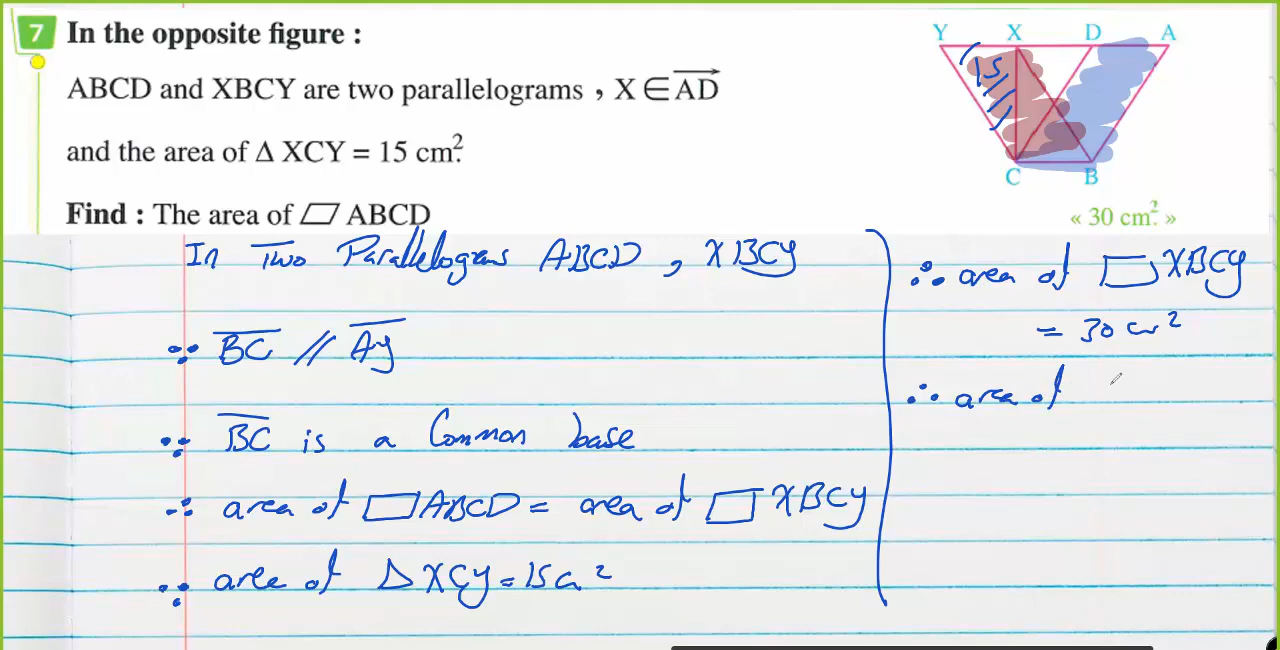 7 In the opposite figure :
ABCD and XBCY are two parallelograms , X ∈ AD
and the area of Δ XCY = 15 cm².
Find : The area of ▱ ABCD
Y X D A
15
C B
« 30 cm². »
In Two Parallelograms ABCD , XBCY
∵ BC // AY
∵ BC is a Common base
∴ area of ▱ ABCD = area of ▱ XBCY
∵ area of Δ XCY = 15 cm²
∴ area of ▱ XBCY
= 30 cm²
∴ area of